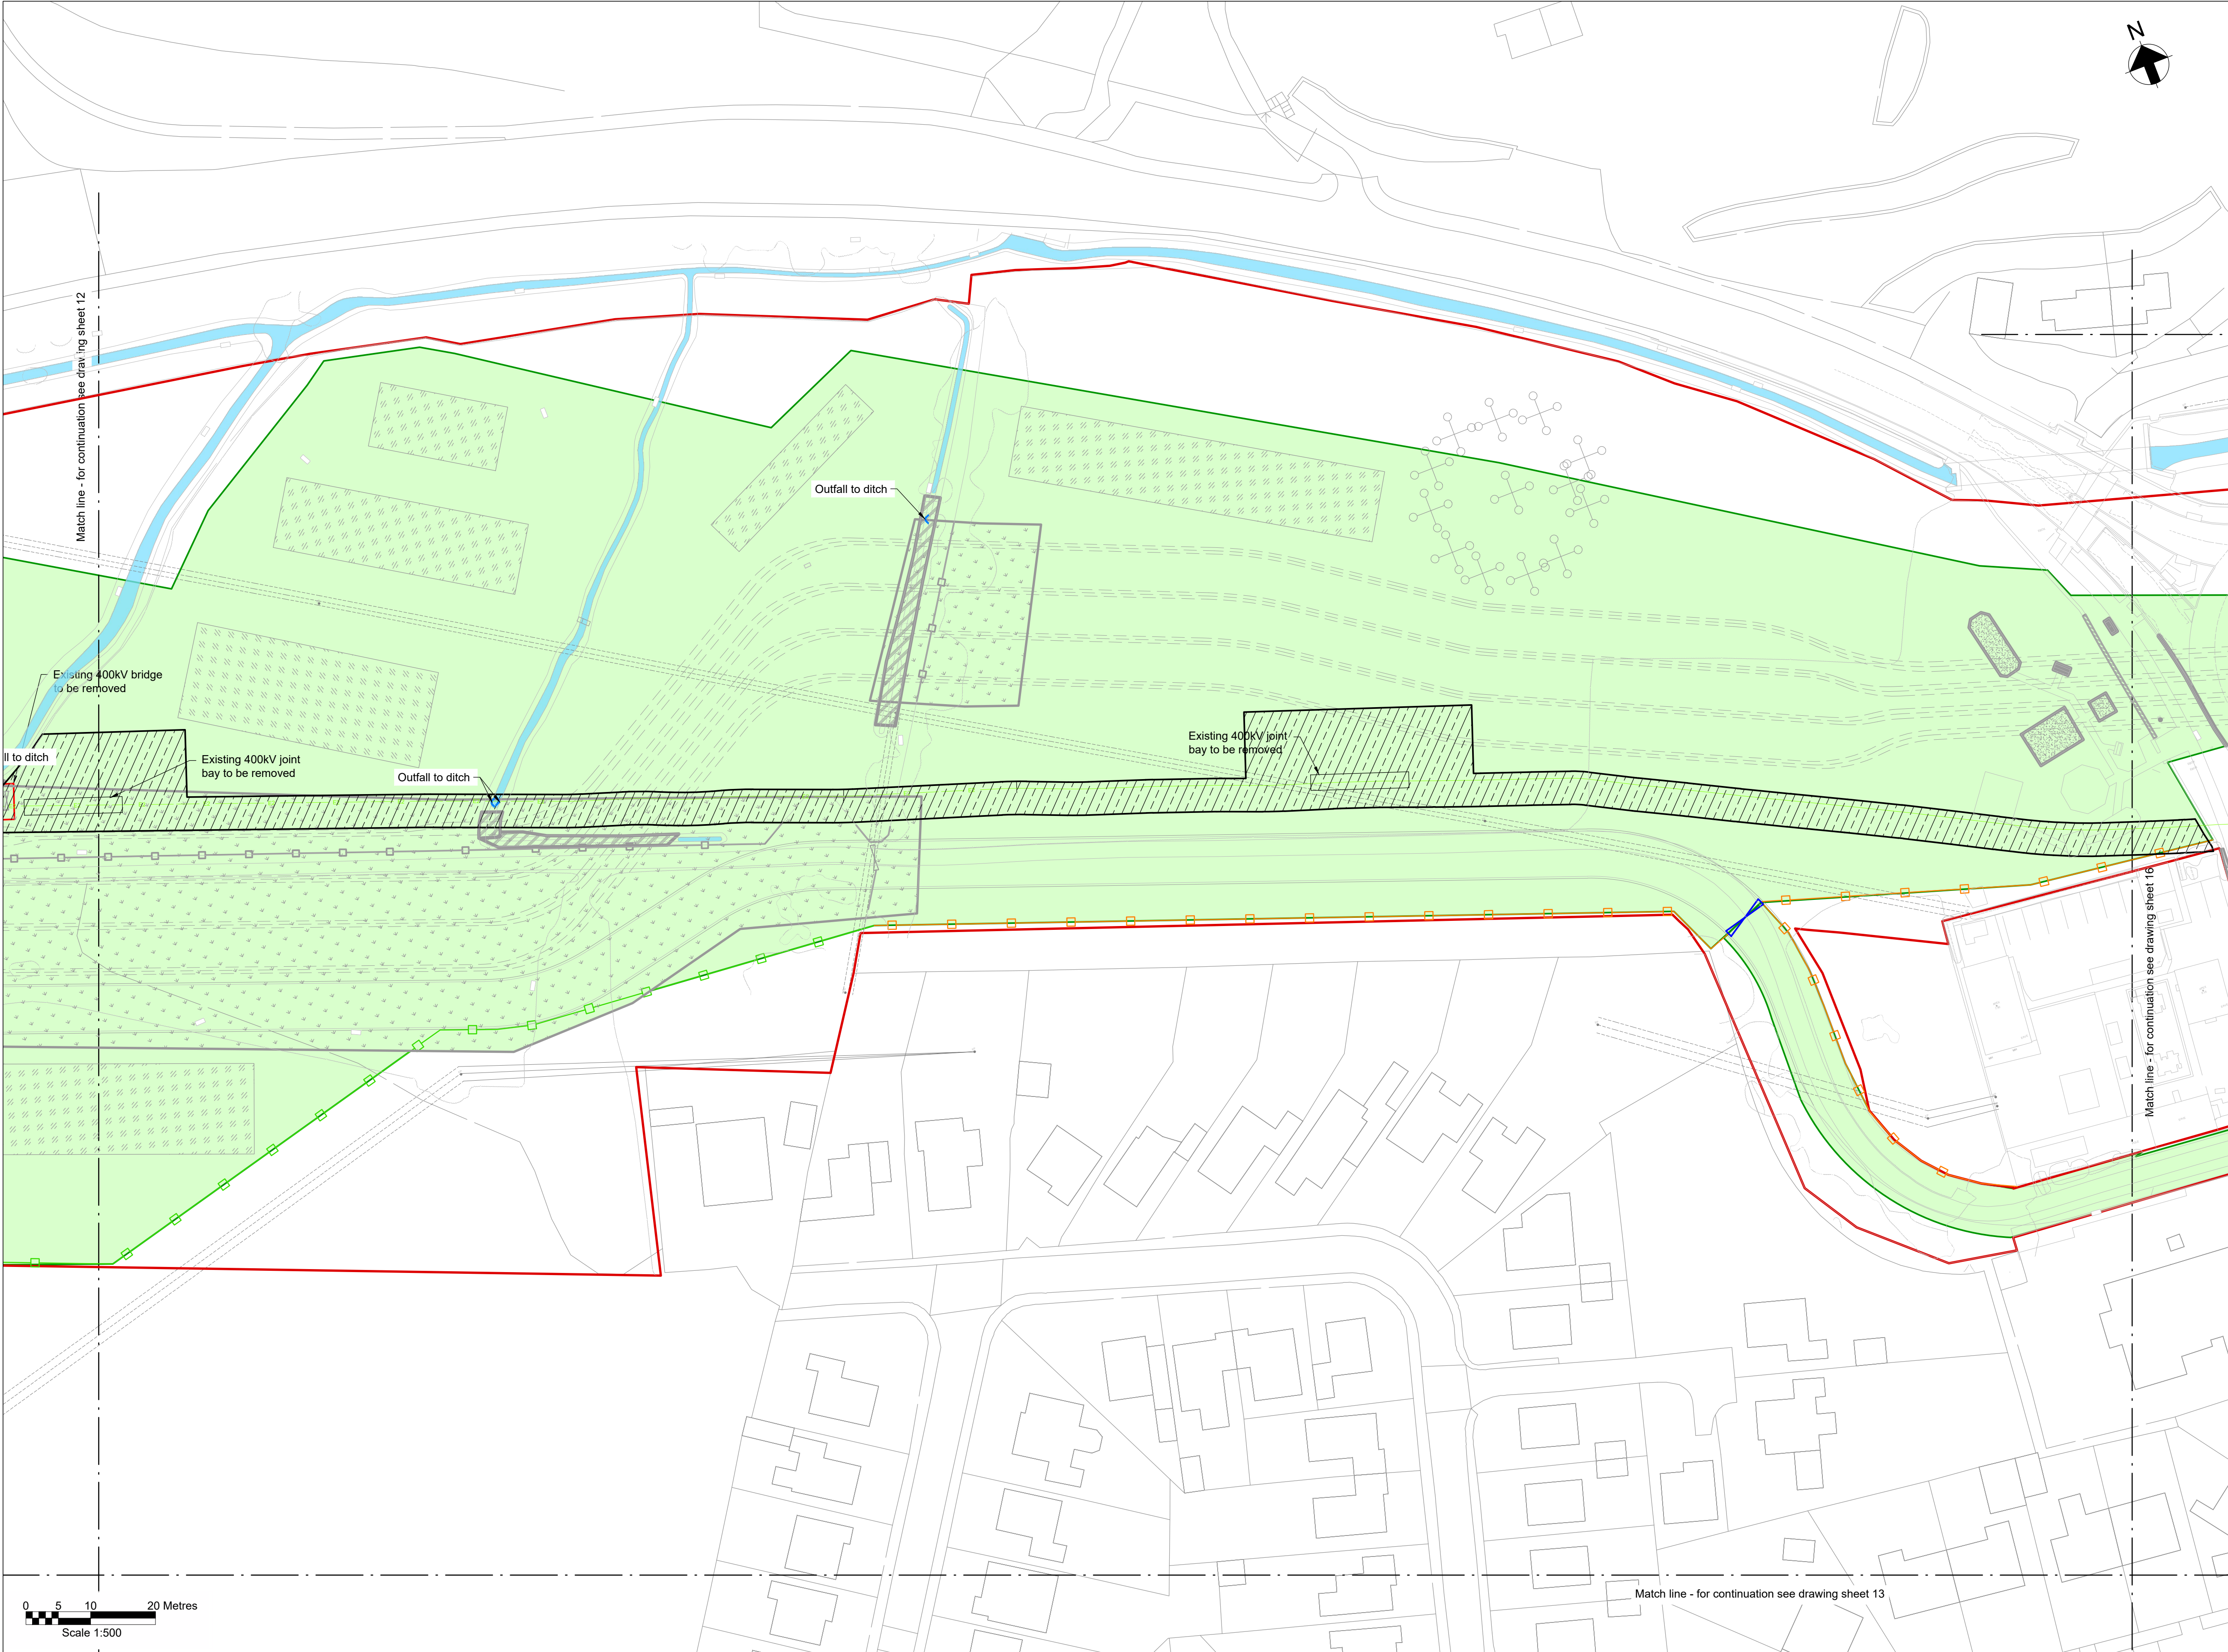 N
Match line - for continuation see drawing sheet 12
Outfall to ditch
Existing 400kV bridge
to be removed
ll to ditch
Existing 400kV joint
bay to be removed
Outfall to ditch
Existing 400kV joint
bay to be removed
Match line - for continuation see drawing sheet 16
Match line - for continuation see drawing sheet 13
0 5 10 20 Metres
Scale 1:500